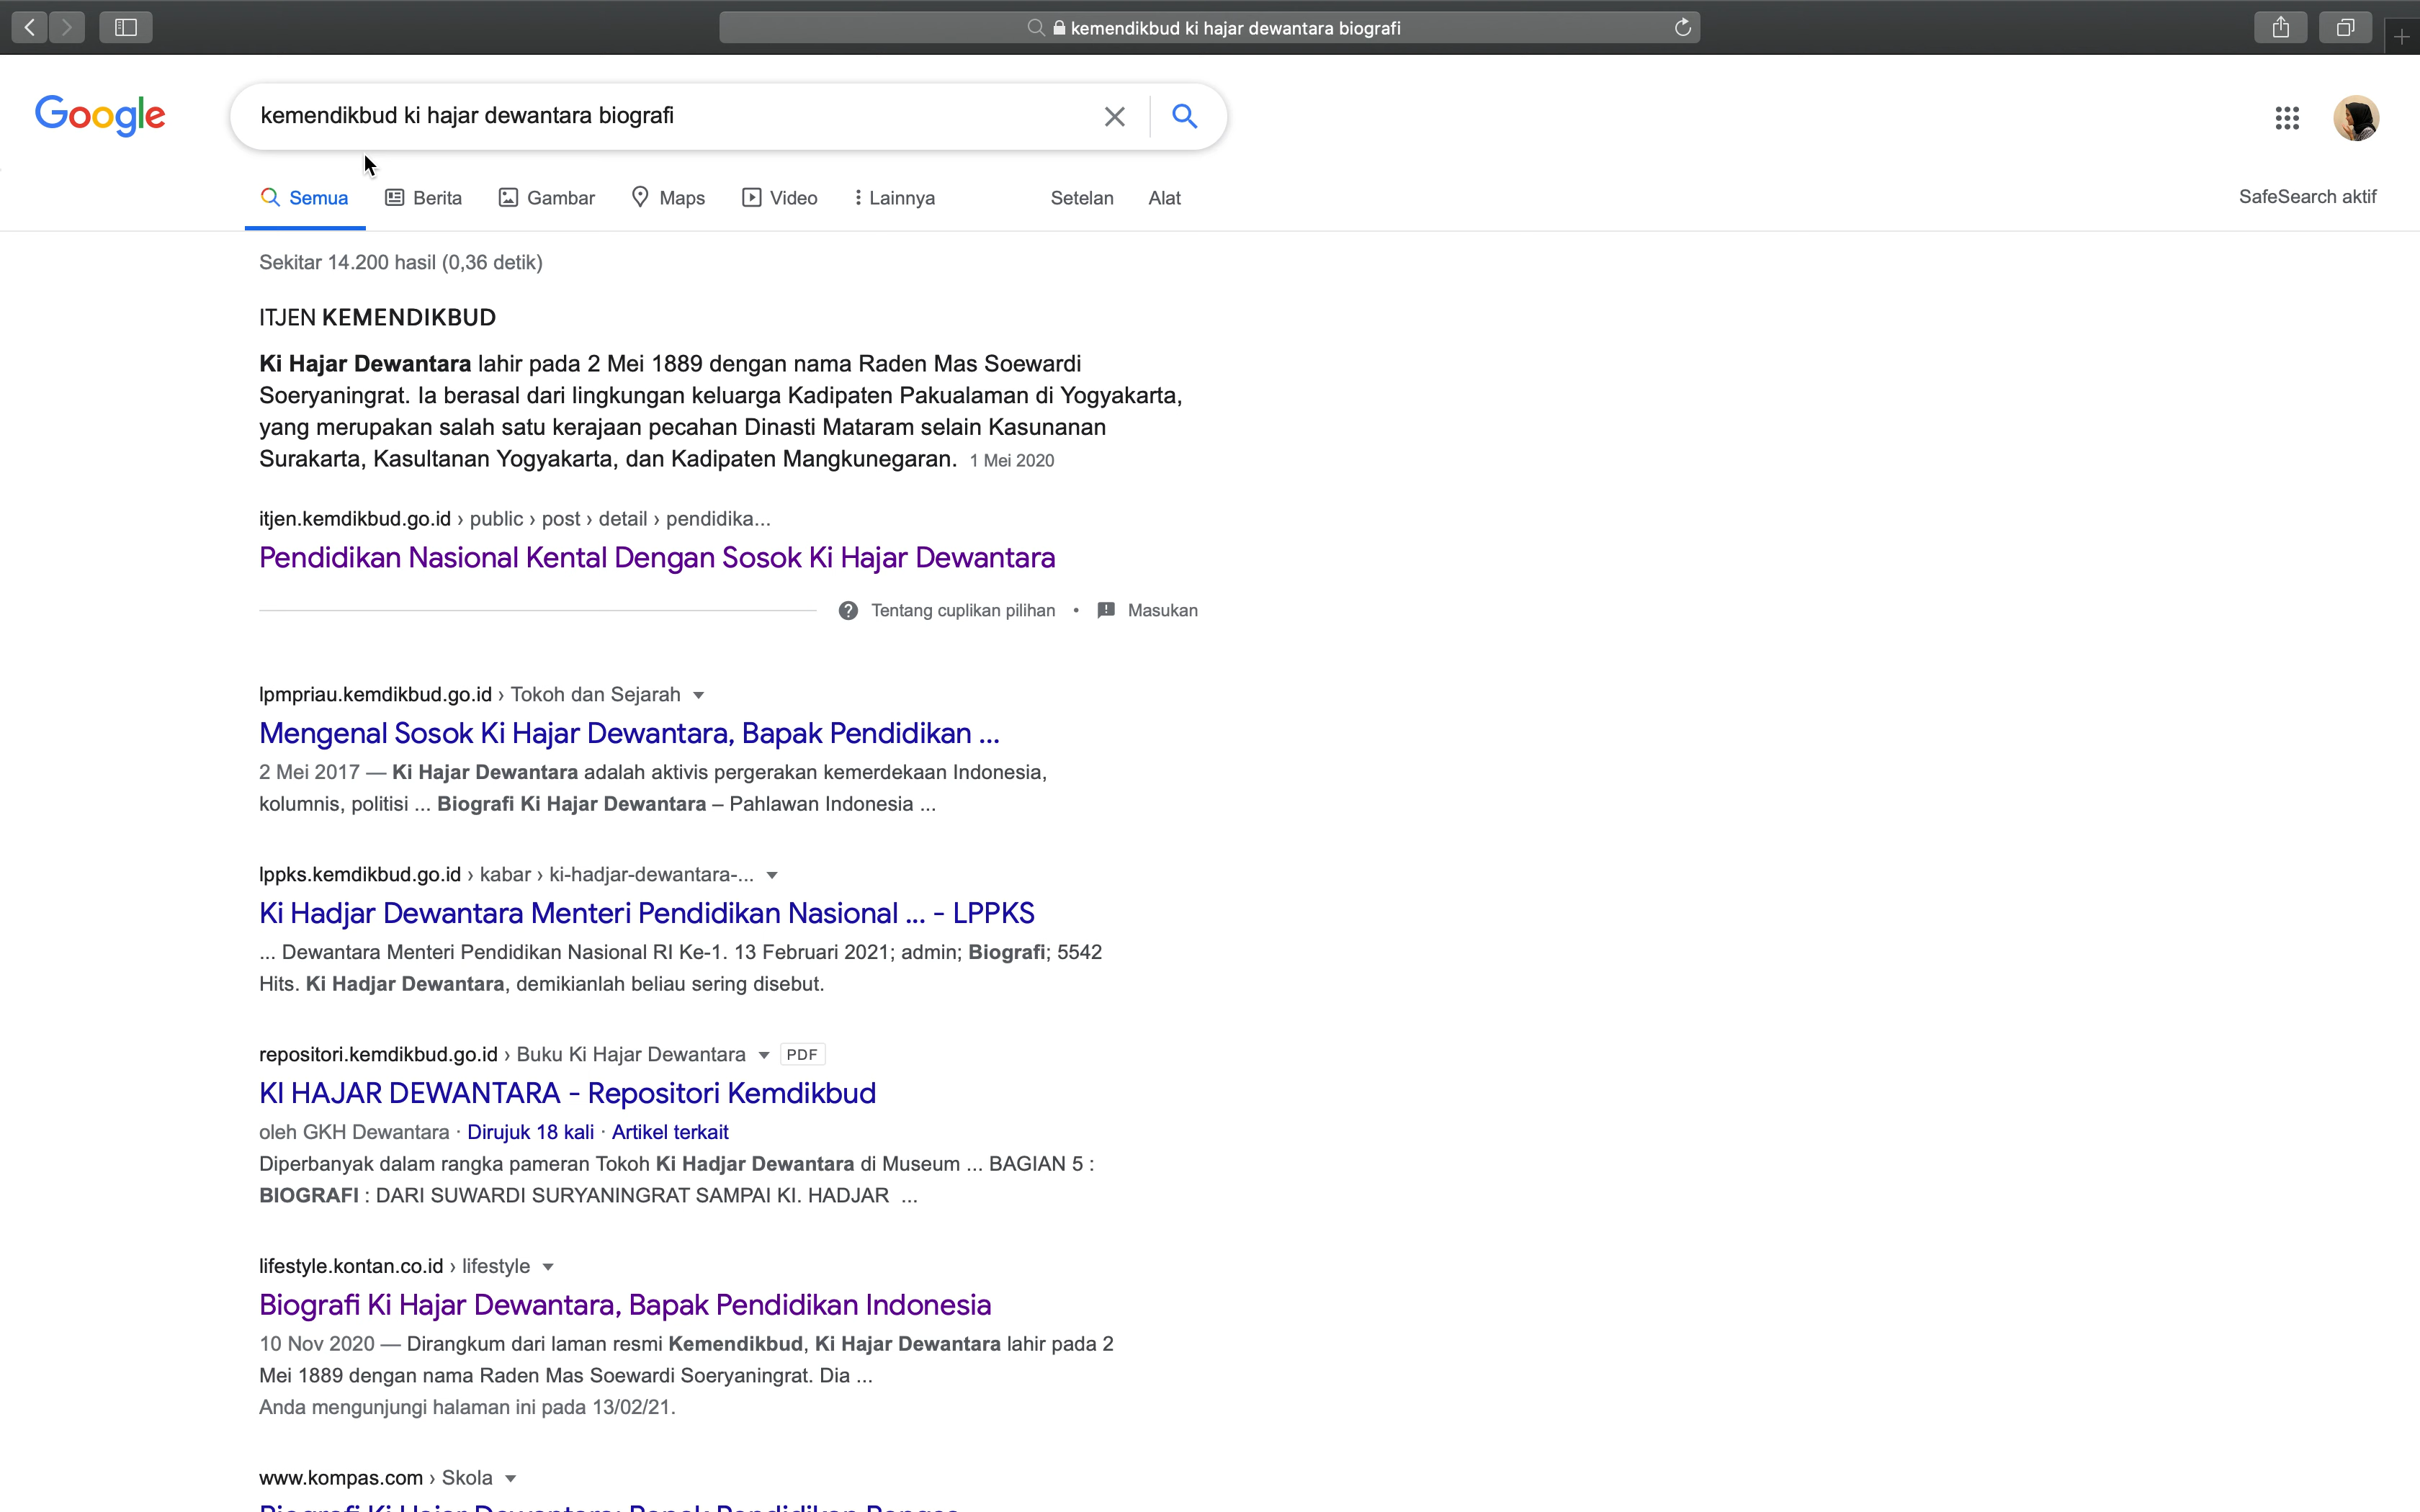 kemendikbud ki hajar dewantara biografi
Google
kemendikbud ki hajar dewantara biografi
Semua Berita Gambar Maps Video Lainnya Setelan Alat SafeSearch aktif
Sekitar 14.200 hasil (0,36 detik)
ITJEN KEMENDIKBUD
Ki Hajar Dewantara lahir pada 2 Mei 1889 dengan nama Raden Mas Soewardi
Soeryaningrat. Ia berasal dari lingkungan keluarga Kadipaten Pakualaman di Yogyakarta,
yang merupakan salah satu kerajaan pecahan Dinasti Mataram selain Kasunanan
Surakarta, Kasultanan Yogyakarta, dan Kadipaten Mangkunegaran. 1 Mei 2020
itjen.kemdikbud.go.id › public › post › detail › pendidika...
Pendidikan Nasional Kental Dengan Sosok Ki Hajar Dewantara
Tentang cuplikan pilihan • Masukan
lpmpriau.kemdikbud.go.id › Tokoh dan Sejarah
Mengenal Sosok Ki Hajar Dewantara, Bapak Pendidikan ...
2 Mei 2017 — Ki Hajar Dewantara adalah aktivis pergerakan kemerdekaan Indonesia,
kolumnis, politisi ... Biografi Ki Hajar Dewantara – Pahlawan Indonesia ...
lppks.kemdikbud.go.id › kabar › ki-hadjar-dewantara-...
Ki Hadjar Dewantara Menteri Pendidikan Nasional ... - LPPKS
... Dewantara Menteri Pendidikan Nasional RI Ke-1. 13 Februari 2021; admin; Biografi; 5542
Hits. Ki Hadjar Dewantara, demikianlah beliau sering disebut.
repositori.kemdikbud.go.id › Buku Ki Hajar Dewantara PDF
KI HAJAR DEWANTARA - Repositori Kemdikbud
oleh GKH Dewantara · Dirujuk 18 kali · Artikel terkait
Diperbanyak dalam rangka pameran Tokoh Ki Hadjar Dewantara di Museum ... BAGIAN 5 :
BIOGRAFI : DARI SUWARDI SURYANINGRAT SAMPAI KI. HADJAR ...
lifestyle.kontan.co.id › lifestyle
Biografi Ki Hajar Dewantara, Bapak Pendidikan Indonesia
10 Nov 2020 — Dirangkum dari laman resmi Kemendikbud, Ki Hajar Dewantara lahir pada 2
Mei 1889 dengan nama Raden Mas Soewardi Soeryaningrat. Dia ...
Anda mengunjungi halaman ini pada 13/02/21.
www.kompas.com › Skola